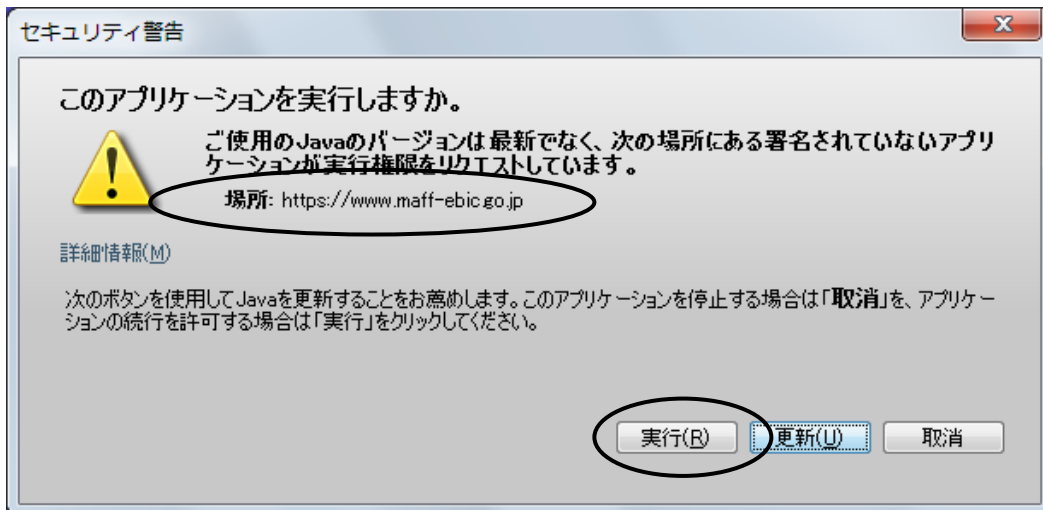 セキュリティ警告
このアプリケーションを実行しますか。
ご使用のJavaのバージョンは最新でなく、次の場所にある署名されていないアプリ
ケーションが実行権限をリクエストしています。
場所: https://www.maff-ebic.go.jp
詳細情報(M)
次のボタンを使用してJavaを更新することをお薦めします。このアプリケーションを停止する場合は「取消」を、アプリケー
ションの続行を許可する場合は「実行」をクリックしてください。
実行(R) 更新(U) 取消